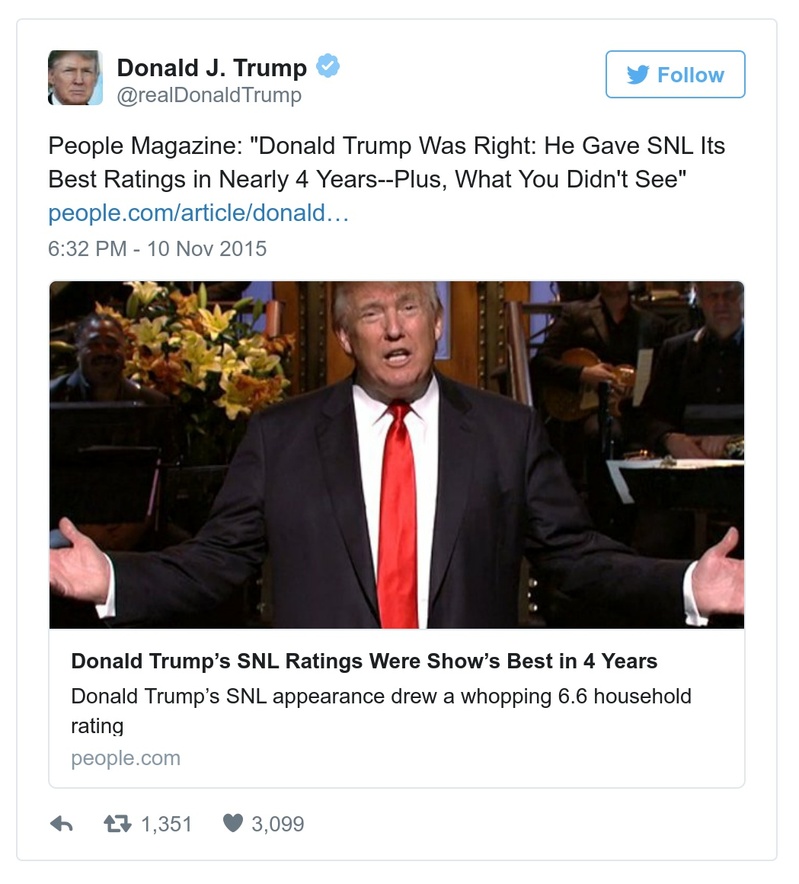 Donald J. Trump
@realDonaldTrump
Follow
People Magazine: "Donald Trump Was Right: He Gave SNL Its
Best Ratings in Nearly 4 Years--Plus, What You Didn't See"
people.com/article/donald…
6:32 PM - 10 Nov 2015
Donald Trump’s SNL Ratings Were Show’s Best in 4 Years
Donald Trump’s SNL appearance drew a whopping 6.6 household
rating
people.com
1,351 3,099